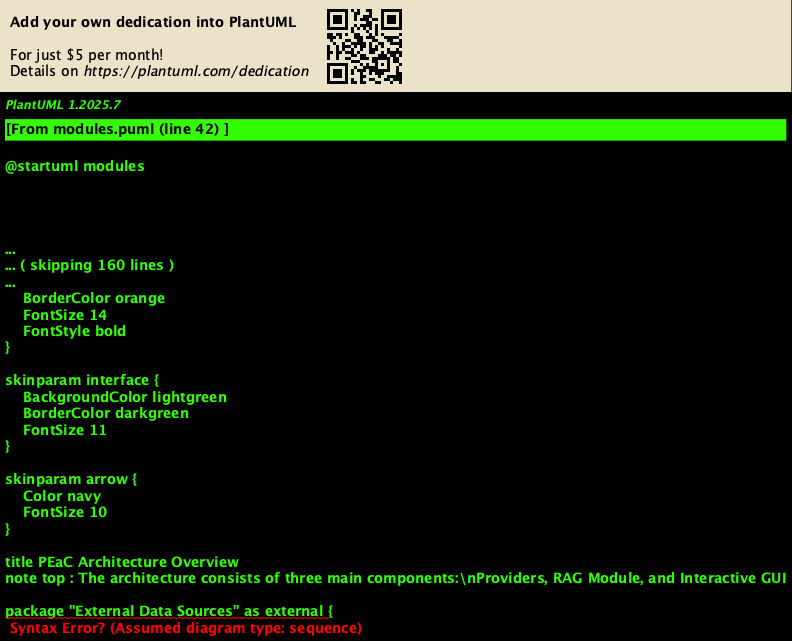 Add your own dedication into PlantUML
For just $5 per month!
Details on https://plantuml.com/dedication
PlantUML 1.2025.7
[From modules.puml (line 42) ]
@startuml modules
...
... ( skipping 160 lines )
...
BorderColor orange
FontSize 14
FontStyle bold
}
skinparam interface {
BackgroundColor lightgreen
BorderColor darkgreen
FontSize 11
}
skinparam arrow {
Color navy
FontSize 10
}
title PEaC Architecture Overview
note top : The architecture consists of three main components:\nProviders, RAG Module, and Interactive GUI
package "External Data Sources" as external {
Syntax Error? (Assumed diagram type: sequence)